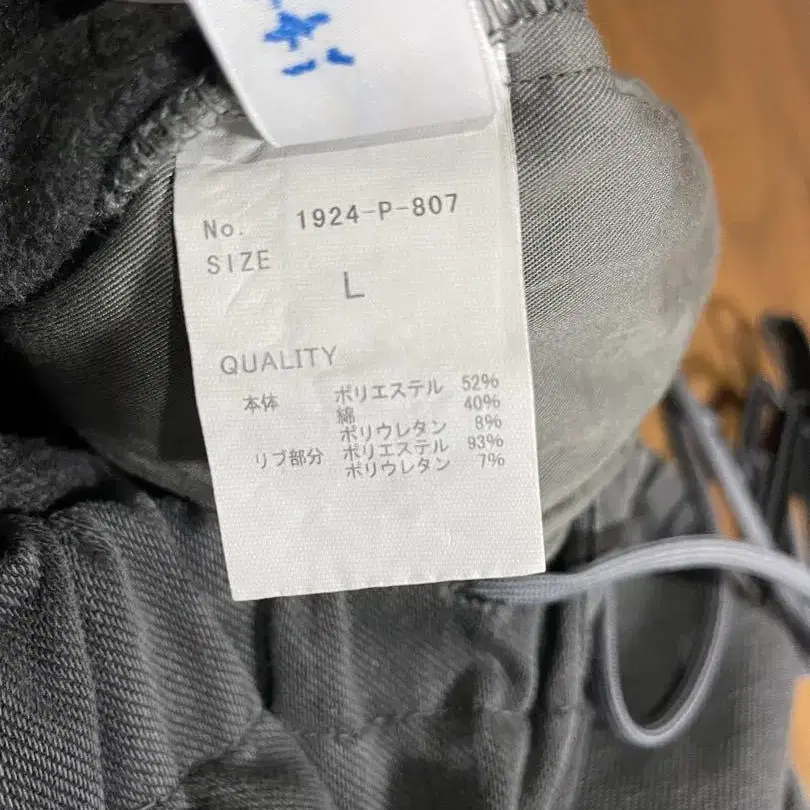 No. 1924-P-807
SIZE
L
QUALITY
本体 ポリエステル 52%
綿 40%
ポリウレタン 8%
リブ部分 ポリエステル 93%
ポリウレタン 7%